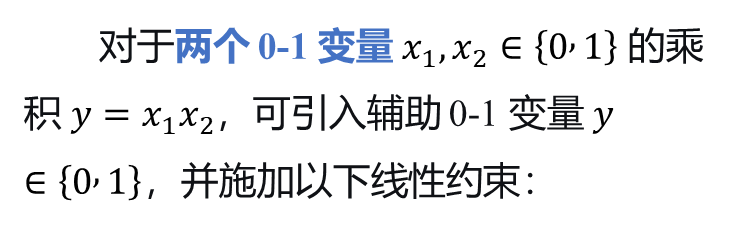 对于两个 0-1 变量 x₁, x₂ ∈ {0, 1} 的乘
积 y = x₁x₂，可引入辅助 0-1 变量 y
∈ {0, 1}，并施加以下线性约束：